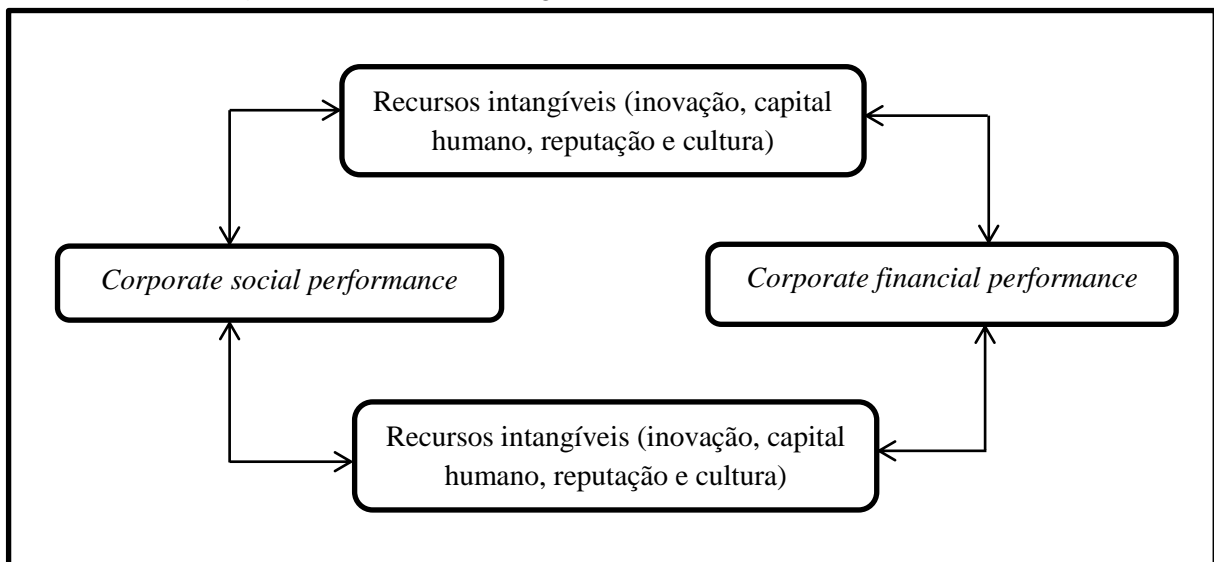 Recursos intangíveis (inovação, capital
humano, reputação e cultura)
Corporate social performance
Corporate financial performance
Recursos intangíveis (inovação, capital
humano, reputação e cultura)